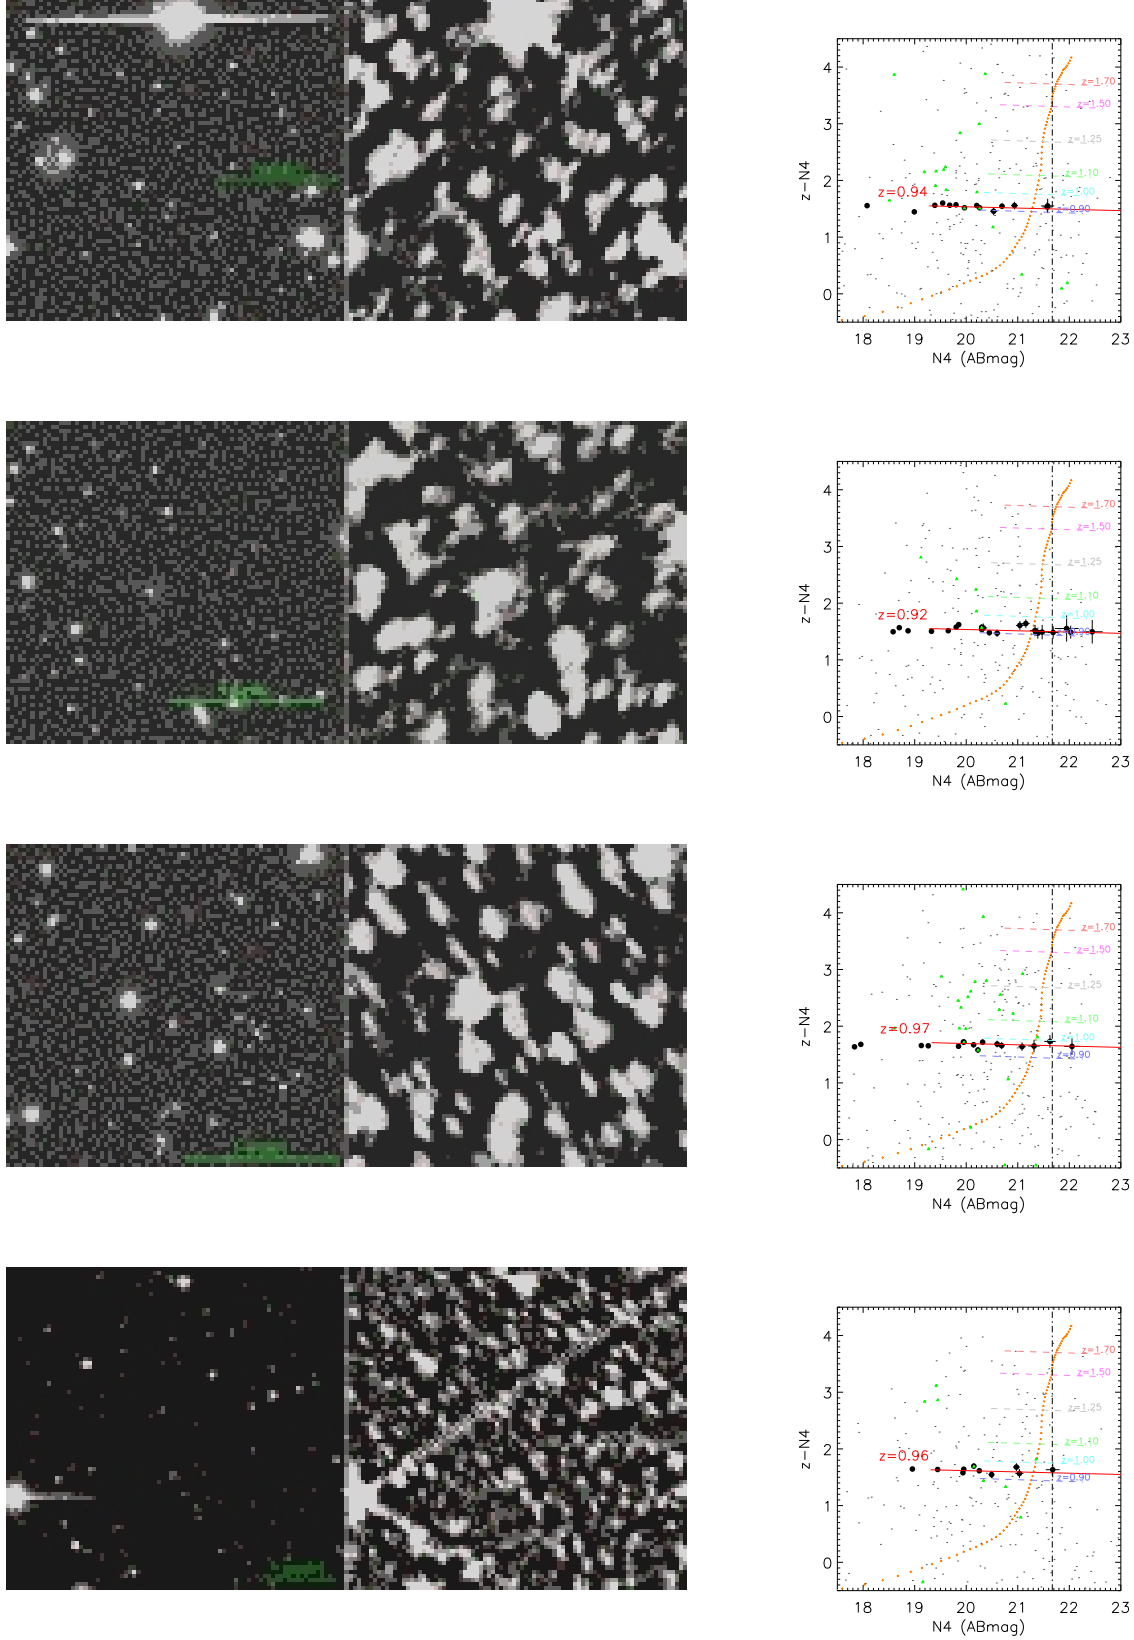 4
3
2
1
0
z−N4
z=1.70
z=1.50
z=1.25
z=1.10
z=1.00
z=0.90
z=0.94
18 19 20 21 22 23
N4 (ABmag)
4
3
2
1
0
z−N4
z=1.70
z=1.50
z=1.25
z=1.10
z=1.00
z=0.90
z=0.92
18 19 20 21 22 23
N4 (ABmag)
4
3
2
1
0
z−N4
z=1.70
z=1.50
z=1.25
z=1.10
z=1.00
z=0.90
z=0.97
18 19 20 21 22 23
N4 (ABmag)
4
3
2
1
0
z−N4
z=1.70
z=1.50
z=1.25
z=1.10
z=1.00
z=0.90
z=0.96
18 19 20 21 22 23
N4 (ABmag)